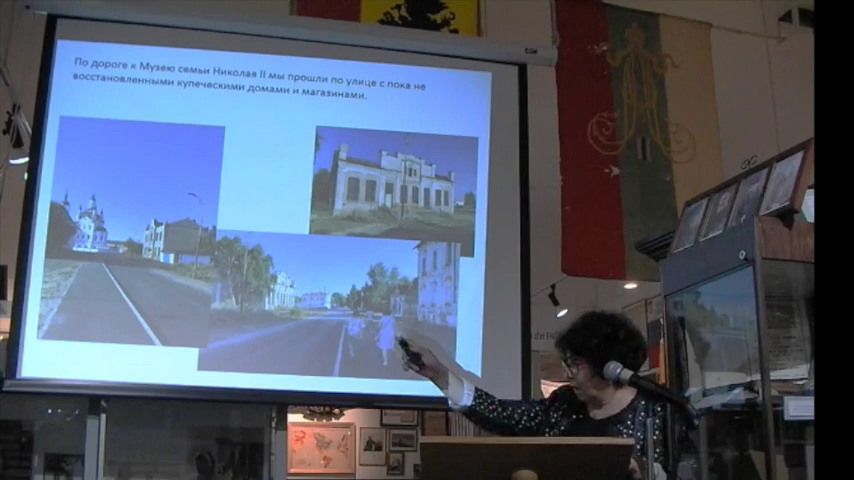 По дороге к Музею семьи Николая II мы прошли по улице с пока не
восстановленными купеческими домами и магазинами.